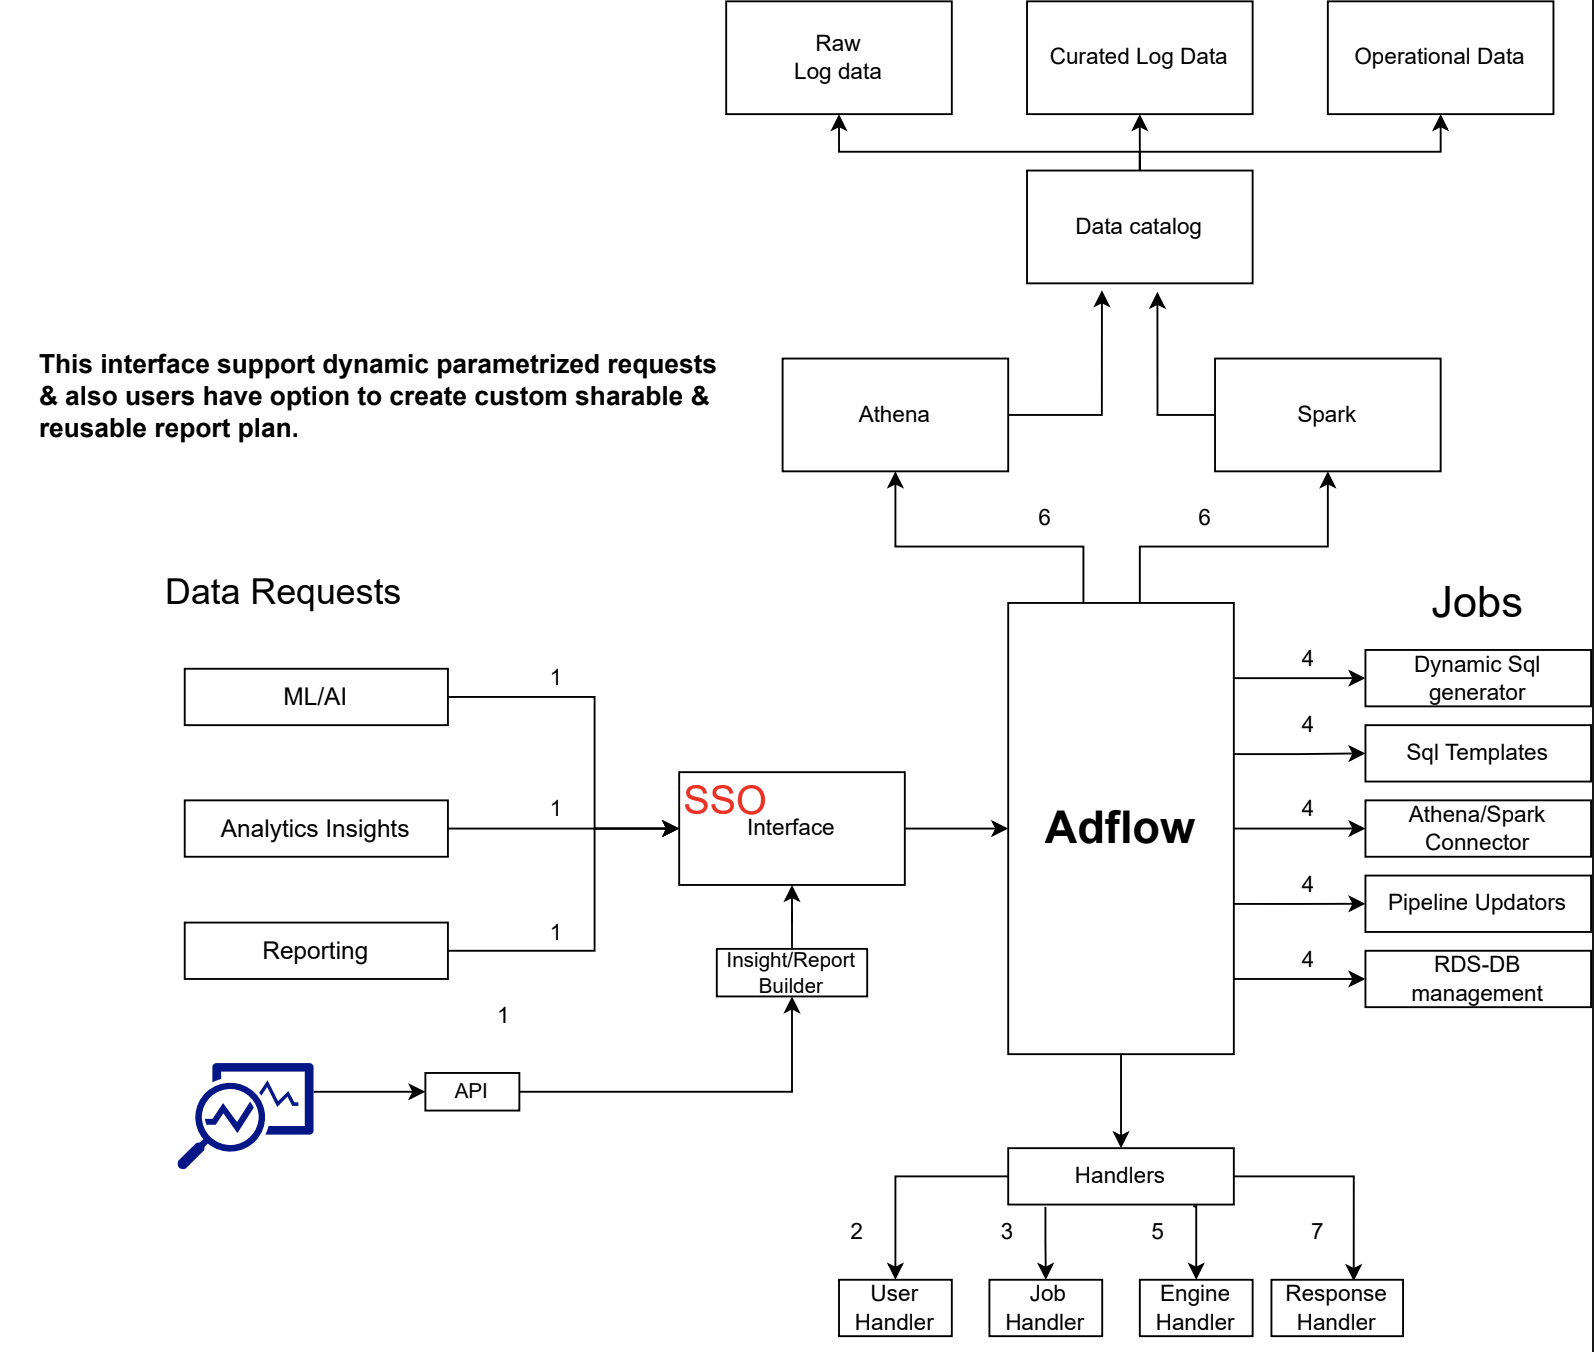 Raw
Log data
Curated Log Data
Operational Data
Data catalog
This interface support dynamic parametrized requests
& also users have option to create custom sharable &
reusable report plan.
Athena
Spark
6
6
Data Requests
Jobs
ML/AI
1
Analytics Insights
1
Reporting
1
1
API
SSO
Interface
Insight/Report
Builder
Adflow
4
Dynamic Sql
generator
4
Sql Templates
4
Athena/Spark
Connector
4
Pipeline Updators
4
RDS-DB
management
Handlers
2
3
5
7
User
Handler
Job
Handler
Engine
Handler
Response
Handler